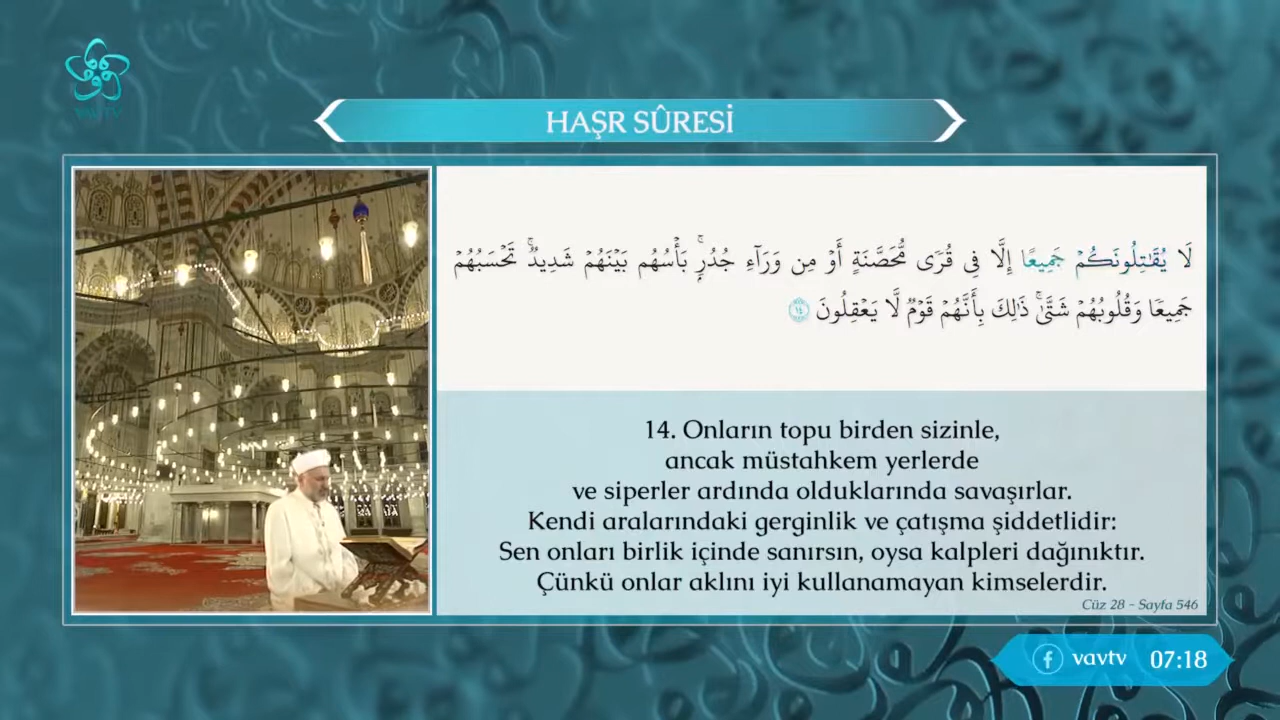 VAV TV
HAŞR SÛRESİ
لَا يُقَٰتِلُونَكُمْ جَمِيعًا إِلَّا فِى قُرًى مُّحَصَّنَةٍ أَوْ مِن وَرَآءِ جُدُرٍۚ بَأْسُهُم بَيْنَهُمْ شَدِيدٌۚ تَحْسَبُهُمْ
جَمِيعًا وَقُلُوبُهُمْ شَتَّىٰۚ ذَٰلِكَ بِأَنَّهُمْ قَوْمٌ لَّا يَعْقِلُونَ ١٤
14. Onların topu birden sizinle,
ancak müstahkem yerlerde
ve siperler ardında olduklarında savaşırlar.
Kendi aralarındaki gerginlik ve çatışma şiddetlidir:
Sen onları birlik içinde sanırsın, oysa kalpleri dağınıktır.
Çünkü onlar aklını iyi kullanamayan kimselerdir.
Cüz 28 - Sayfa 546
vavtv 07:18